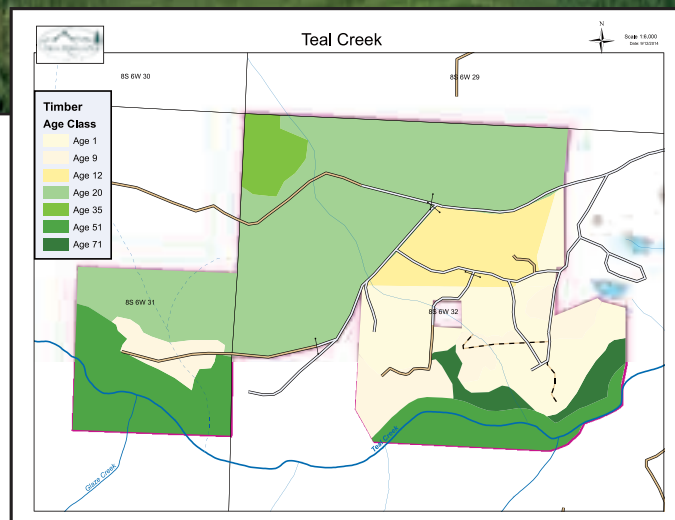 Teal Creek
N
Scale 1:6,000
8S 6W 30
8S 6W 29
Timber
Age Class
Age 1
Age 9
Age 12
Age 20
Age 35
Age 51
Age 71
8S 6W 31
8S 6W 32
Teal Creek
Glaze Creek